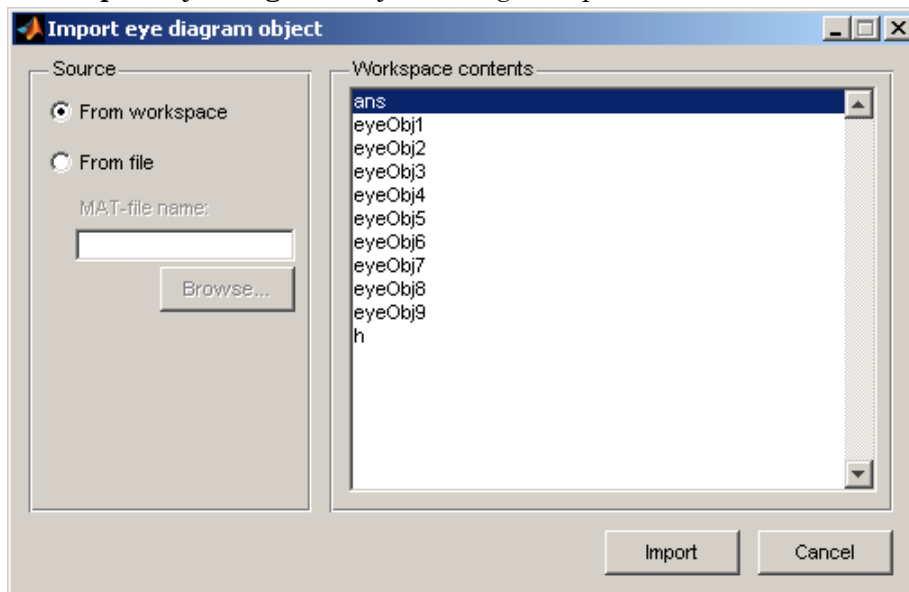 Import eye diagram object
Source
From workspace
From file
MAT-file name:
Browse...
Workspace contents
ans
eyeObj1
eyeObj2
eyeObj3
eyeObj4
eyeObj5
eyeObj6
eyeObj7
eyeObj8
eyeObj9
h
Import
Cancel